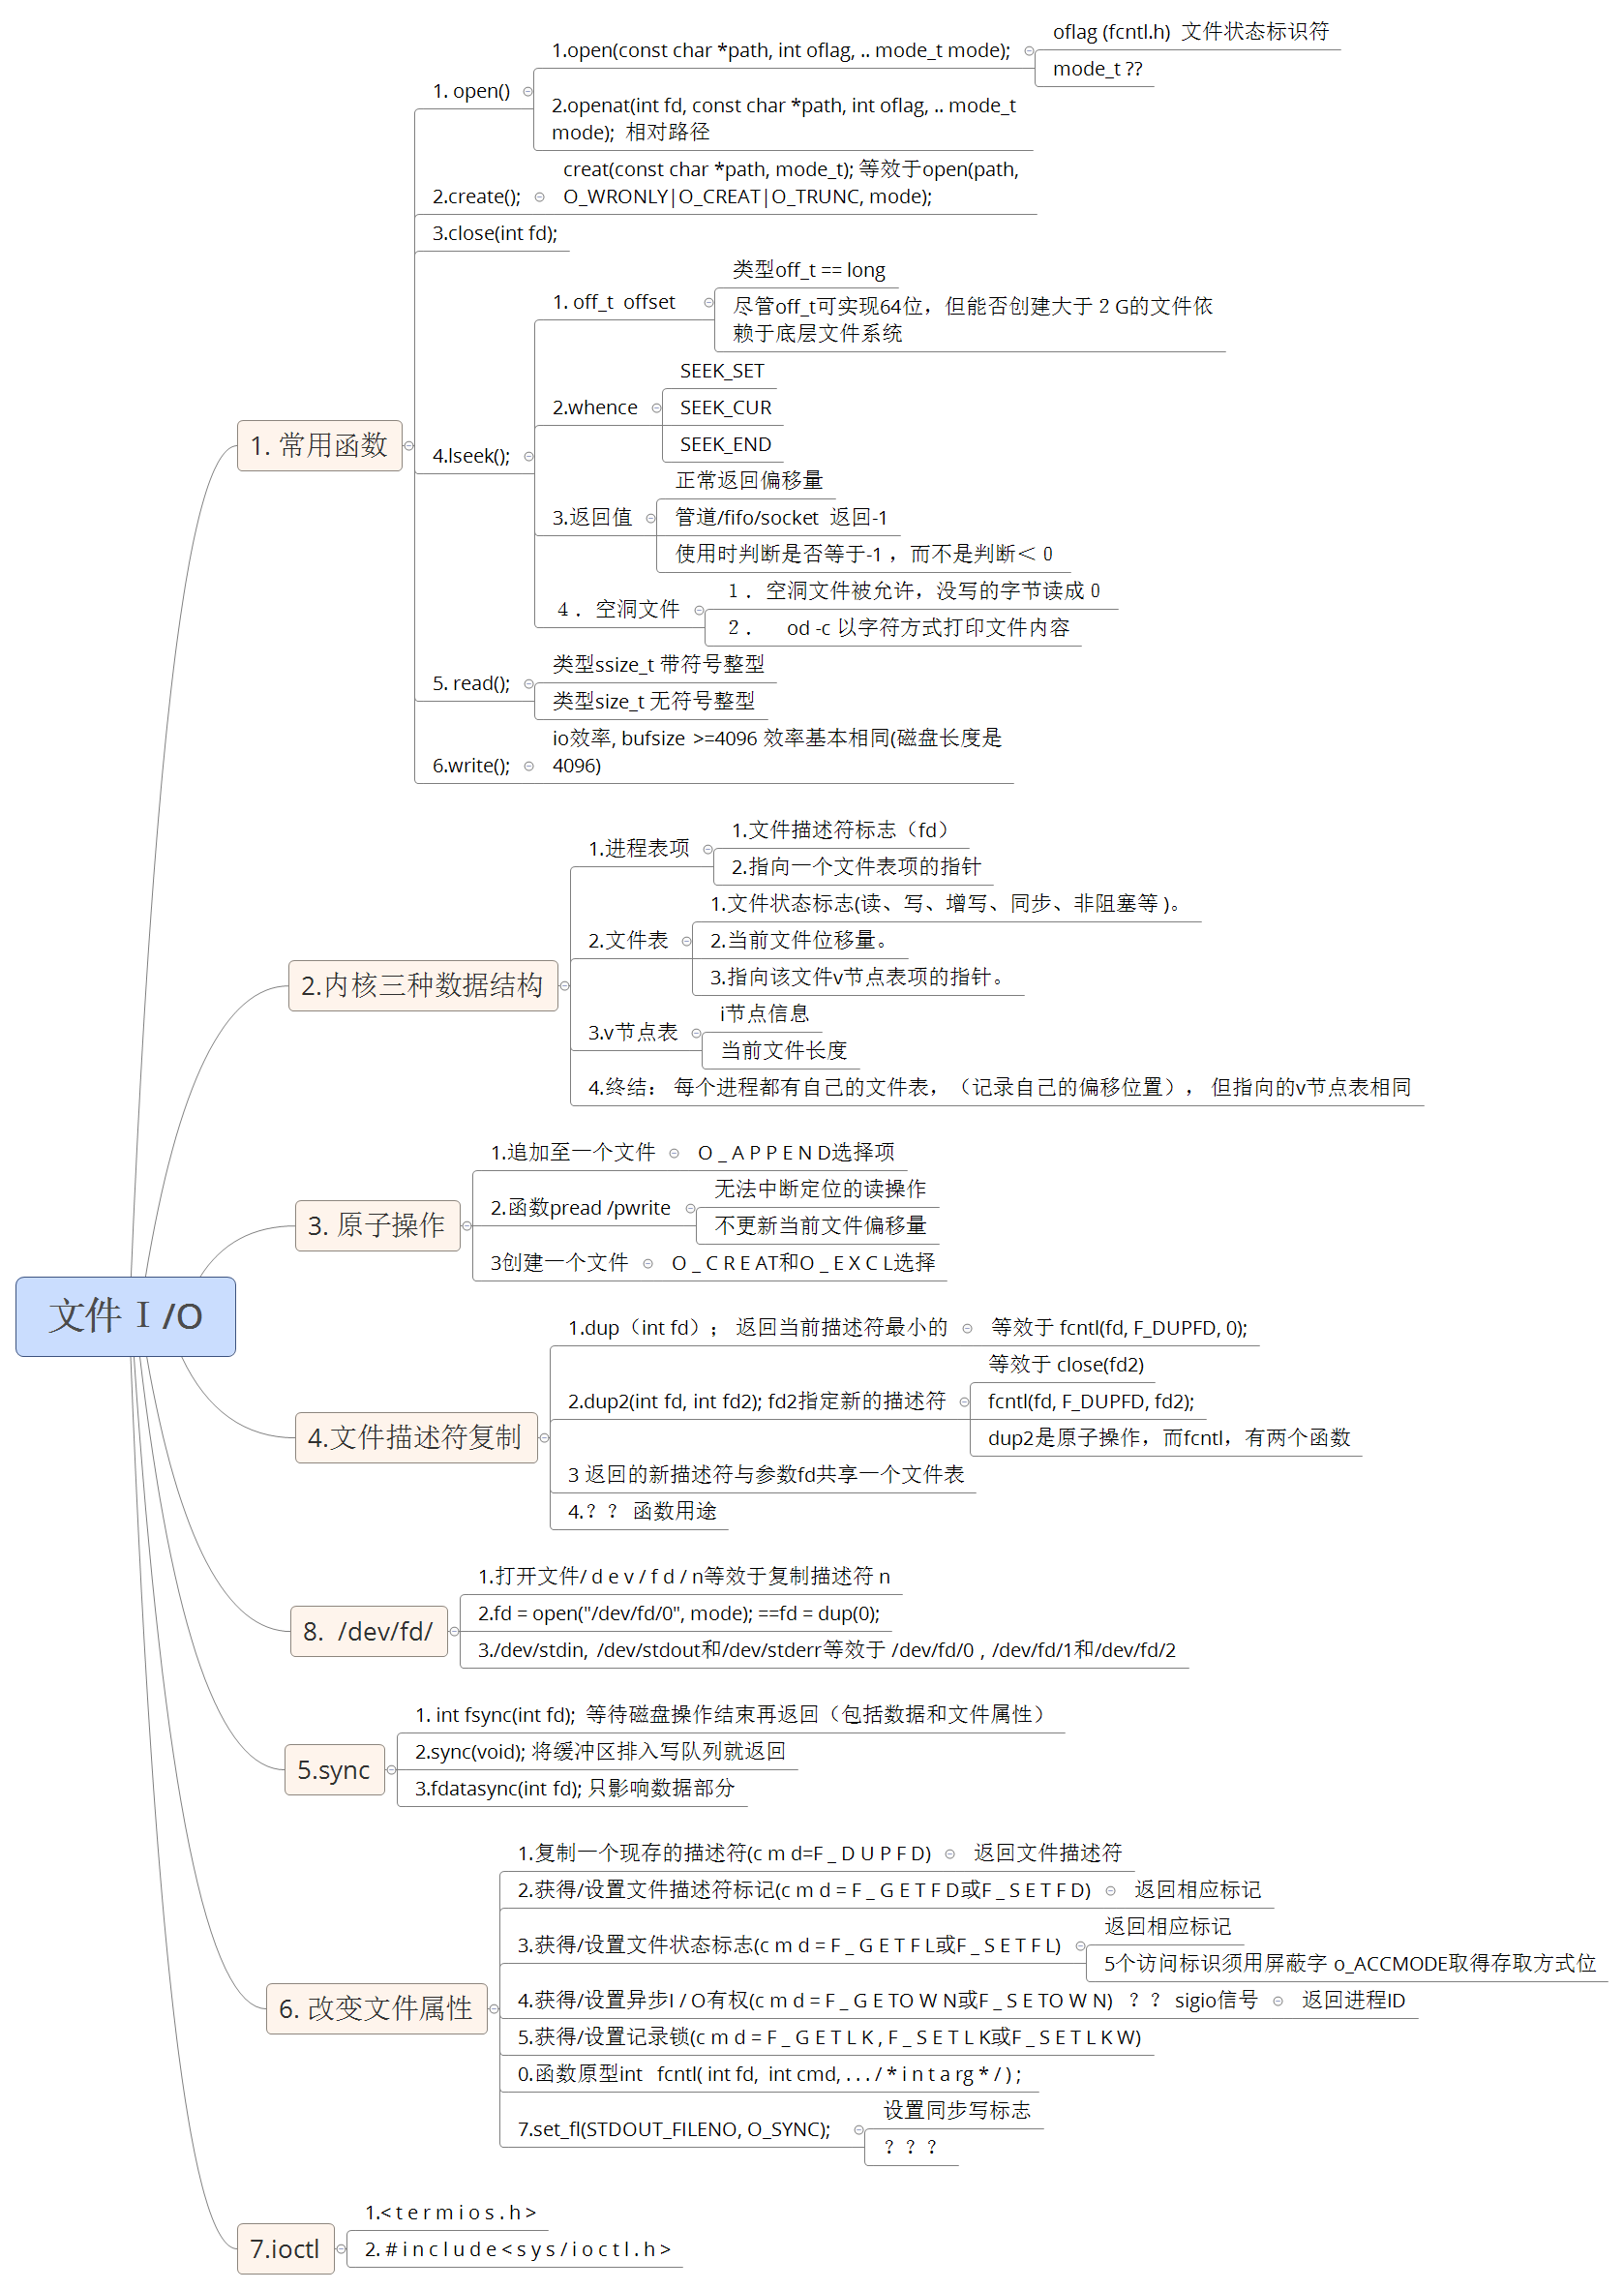 文件Ⅰ/O
1. 常用函数
1. open()
1.open(const char *path, int oflag, .. mode_t mode);
oflag (fcntl.h)  文件状态标识符
mode_t ??
2.openat(int fd, const char *path, int oflag, .. mode_t
mode);  相对路径
2.create();
creat(const char *path, mode_t); 等效于open(path,
O_WRONLY|O_CREAT|O_TRUNC, mode);
3.close(int fd);
4.lseek();
1. off_t  offset
类型off_t == long
尽管off_t可实现64位，但能否创建大于２G的文件依
赖于底层文件系统
2.whence
SEEK_SET
SEEK_CUR
SEEK_END
3.返回值
正常返回偏移量
管道/fifo/socket  返回-1
使用时判断是否等于-1 ，而不是判断＜０
４．空洞文件
１．空洞文件被允许，没写的字节读成０
２．  od -c 以字符方式打印文件内容
5. read();
类型ssize_t 带符号整型
类型size_t 无符号整型
6.write();
io效率, bufsize >=4096 效率基本相同(磁盘长度是
4096)
2.内核三种数据结构
1.进程表项
1.文件描述符标志（fd）
2.指向一个文件表项的指针
2.文件表
1.文件状态标志(读、写、增写、同步、非阻塞等 )。
2.当前文件位移量。
3.指向该文件v节点表项的指针。
3.v节点表
i节点信息
当前文件长度
4.终结： 每个进程都有自己的文件表，（记录自己的偏移位置）， 但指向的v节点表相同
3. 原子操作
1.追加至一个文件
O _ A P P E N D选择项
2.函数pread /pwrite
无法中断定位的读操作
不更新当前文件偏移量
3创建一个文件
O _ C R E AT和O _ E X C L选择
4.文件描述符复制
1.dup（int fd）； 返回当前描述符最小的
等效于 fcntl(fd, F_DUPFD, 0);
2.dup2(int fd, int fd2); fd2指定新的描述符
等效于 close(fd2)
fcntl(fd, F_DUPFD, fd2);
dup2是原子操作，而fcntl，有两个函数
3 返回的新描述符与参数fd共享一个文件表
4.？？ 函数用途
8.  /dev/fd/
1.打开文件/ d e v / f d / n等效于复制描述符 n
2.fd = open("/dev/fd/0", mode); ==fd = dup(0);
3./dev/stdin, /dev/stdout和/dev/stderr等效于 /dev/fd/0 , /dev/fd/1和/dev/fd/2
5.sync
1. int fsync(int fd);  等待磁盘操作结束再返回（包括数据和文件属性）
2.sync(void); 将缓冲区排入写队列就返回
3.fdatasync(int fd); 只影响数据部分
6. 改变文件属性
1.复制一个现存的描述符(c m d=F _ D U P F D)
返回文件描述符
2.获得/设置文件描述符标记(c m d = F _ G E T F D或F _ S E T F D)
返回相应标记
3.获得/设置文件状态标志(c m d = F _ G E T F L或F _ S E T F L)
返回相应标记
5个访问标识须用屏蔽字 o_ACCMODE取得存取方式位
4.获得/设置异步I / O有权(c m d = F _ G E TO W N或F _ S E TO W N)  ？？ sigio信号
返回进程ID
5.获得/设置记录锁(c m d = F _ G E T L K , F _ S E T L K或F _ S E T L K W)
0.函数原型int   fcntl( int fd,  int cmd, . . . / * i n t a rg * / ) ;
7.set_fl(STDOUT_FILENO, O_SYNC);
设置同步写标志
？？？
7.ioctl
1.< t e r m i o s . h >
2. # i n c l u d e < s y s / i o c t l . h >